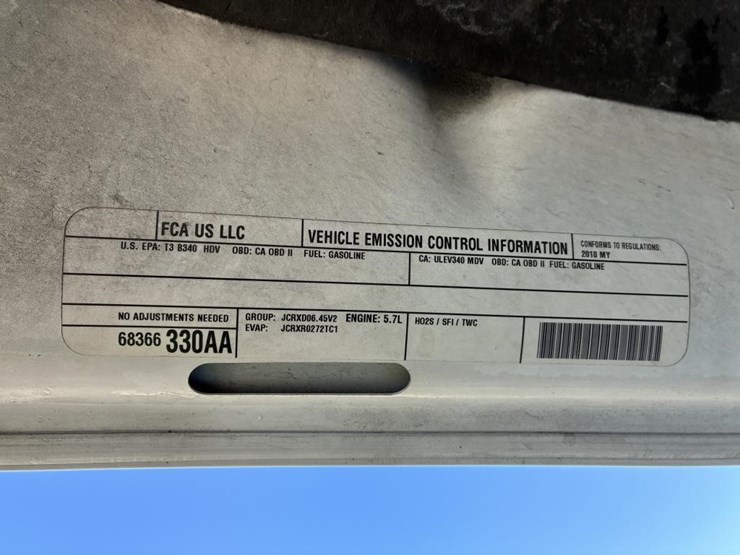 FCA US LLC
VEHICLE EMISSION CONTROL INFORMATION
CONFORMS TO REGULATIONS:
2018 MY
U.S. EPA: T3 B340 HDV OBD: CA OBD II FUEL: GASOLINE
CA: ULEV340 MDV OBD: CA OBD II FUEL: GASOLINE
NO ADJUSTMENTS NEEDED
68366 330AA
GROUP: JCRXD06.45V2 ENGINE: 5.7L
EVAP: JCRXR0272TC1
HO2S / SFI / TWC